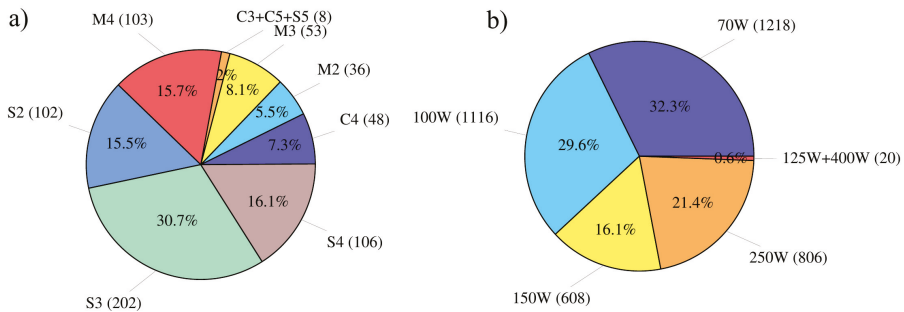 a)
M4 (103)
C3+C5+S5 (8)
M3 (53)
M2 (36)
C4 (48)
S4 (106)
S3 (202)
S2 (102)
15.7%
8.1%
5.5%
7.3%
16.1%
30.7%
15.5%
b)
70W (1218)
100W (1116)
125W+400W (20)
250W (806)
150W (608)
32.3%
29.6%
0.6%
21.4%
16.1%